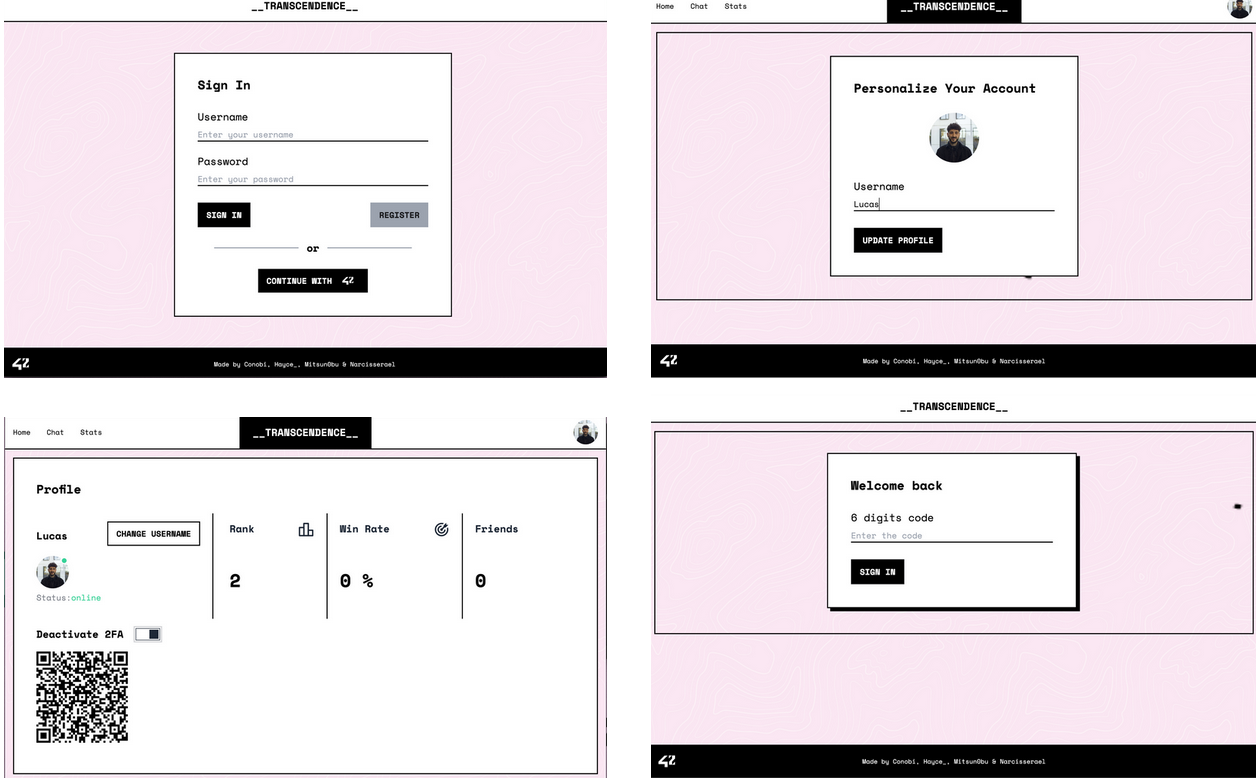 __TRANSCENDENCE__
Sign In
Username
Enter your username
Password
Enter your password
SIGN IN
REGISTER
or
CONTINUE WITH 42
42
Made by Conobi, Hayce_, Mitsun0bu & Narcisserael
Home Chat Stats
__TRANSCENDENCE__
Personalize Your Account
Username
Lucas
UPDATE PROFILE
42
Made by Conobi, Hayce_, Mitsun0bu & Narcisserael
Home Chat Stats
__TRANSCENDENCE__
Profile
Lucas
CHANGE USERNAME
Status:online
Rank
2
Win Rate
0 %
Friends
0
Deactivate 2FA
__TRANSCENDENCE__
Welcome back
6 digits code
Enter the code
SIGN IN
42
Made by Conobi, Hayce_, Mitsun0bu & Narcisserael